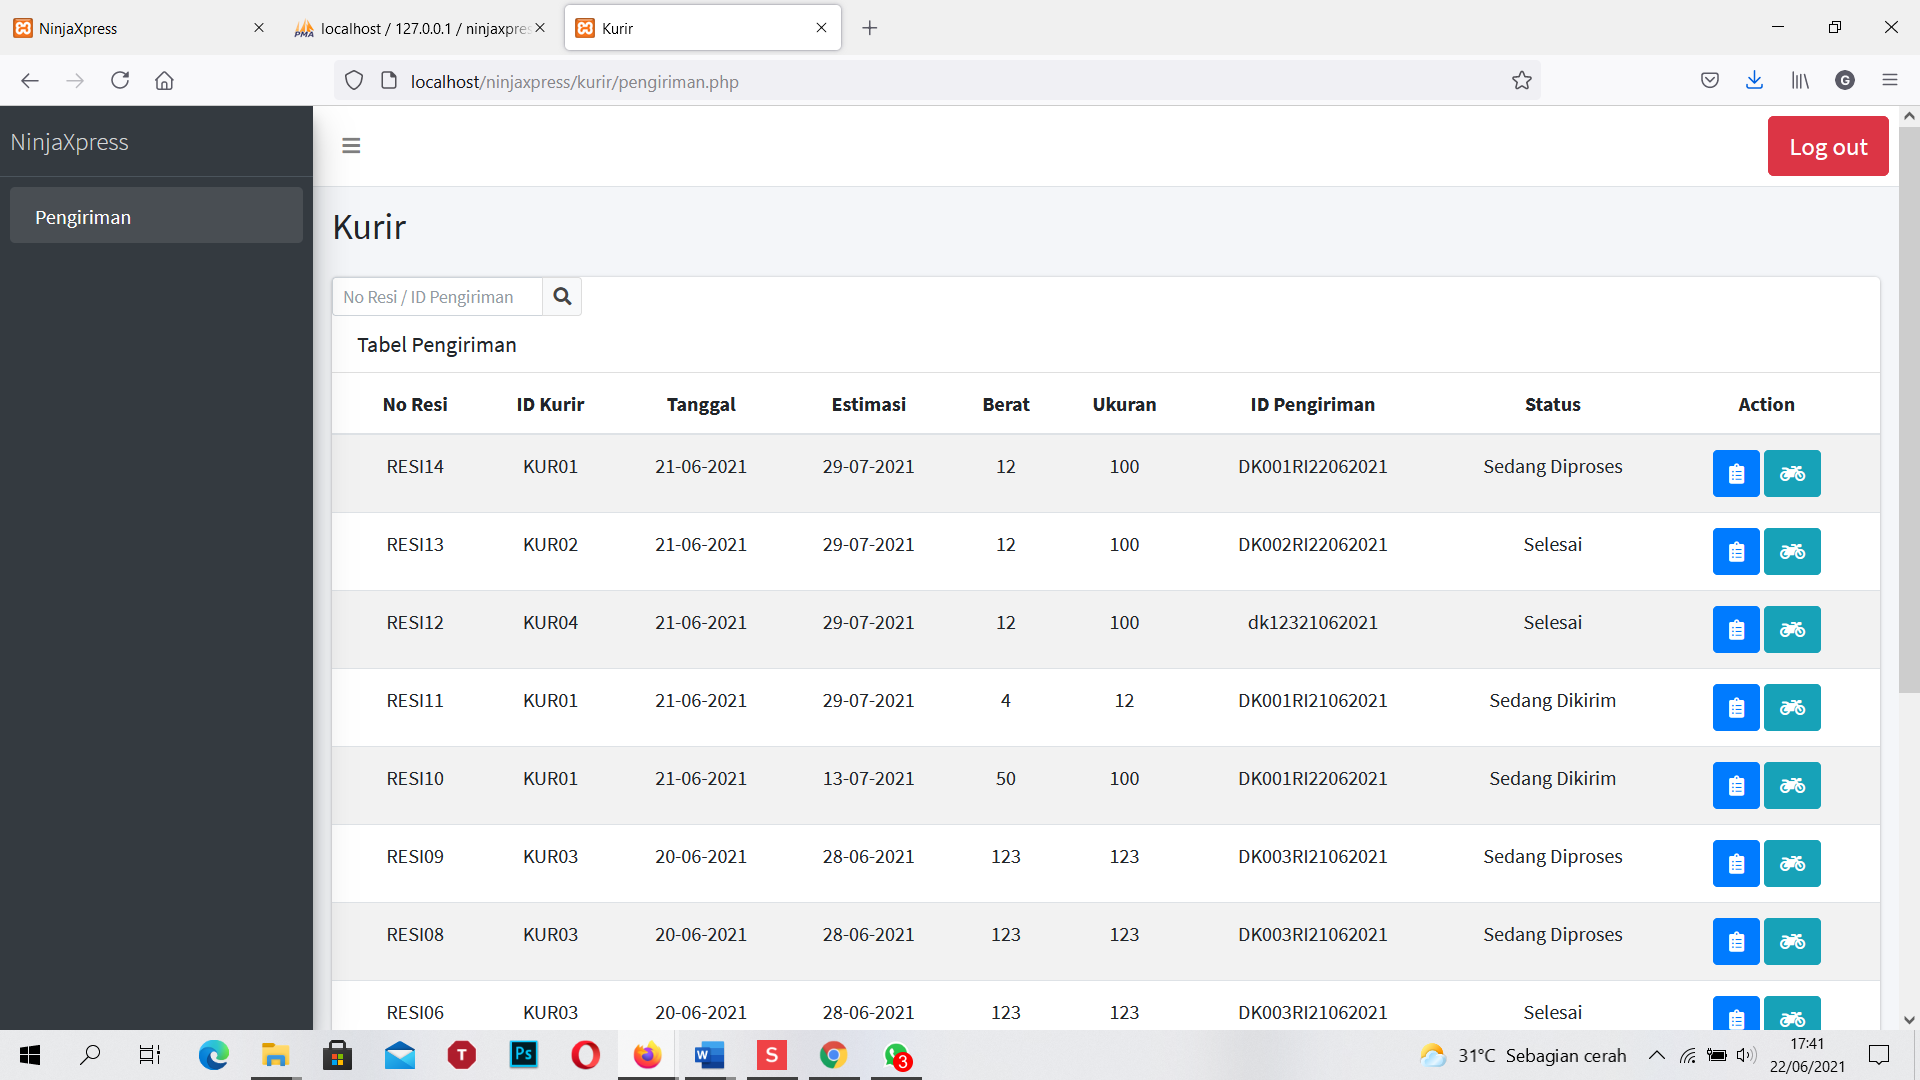 NinjaXpress
localhost / 127.0.0.1 / ninjaxpres
Kurir
localhost/ninjaxpress/kurir/pengiriman.php
G
NinjaXpress
Log out
Pengiriman
Kurir
No Resi / ID Pengiriman
Tabel Pengiriman
No Resi ID Kurir Tanggal Estimasi Berat Ukuran ID Pengiriman Status Action
RESI14 KUR01 21-06-2021 29-07-2021 12 100 DK001RI22062021 Sedang Diproses
RESI13 KUR02 21-06-2021 29-07-2021 12 100 DK002RI22062021 Selesai
RESI12 KUR04 21-06-2021 29-07-2021 12 100 dk12321062021 Selesai
RESI11 KUR01 21-06-2021 29-07-2021 4 12 DK001RI21062021 Sedang Dikirim
RESI10 KUR01 21-06-2021 13-07-2021 50 100 DK001RI22062021 Sedang Dikirim
RESI09 KUR03 20-06-2021 28-06-2021 123 123 DK003RI21062021 Sedang Diproses
RESI08 KUR03 20-06-2021 28-06-2021 123 123 DK003RI21062021 Sedang Diproses
RESI06 KUR03 20-06-2021 28-06-2021 123 123 DK003RI21062021 Selesai
T
Ps
W
S
3
31°C Sebagian cerah
17:41
22/06/2021